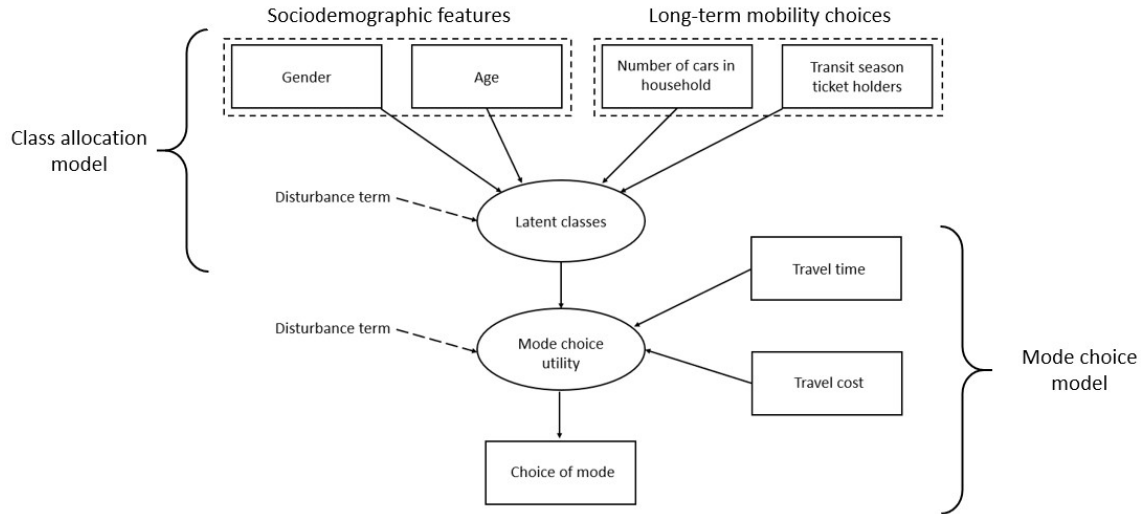 Sociodemographic features
Long-term mobility choices
Gender
Age
Number of cars in
household
Transit season
ticket holders
Class allocation
model
Disturbance term
Latent classes
Travel time
Disturbance term
Mode choice
utility
Mode choice
model
Travel cost
Choice of mode